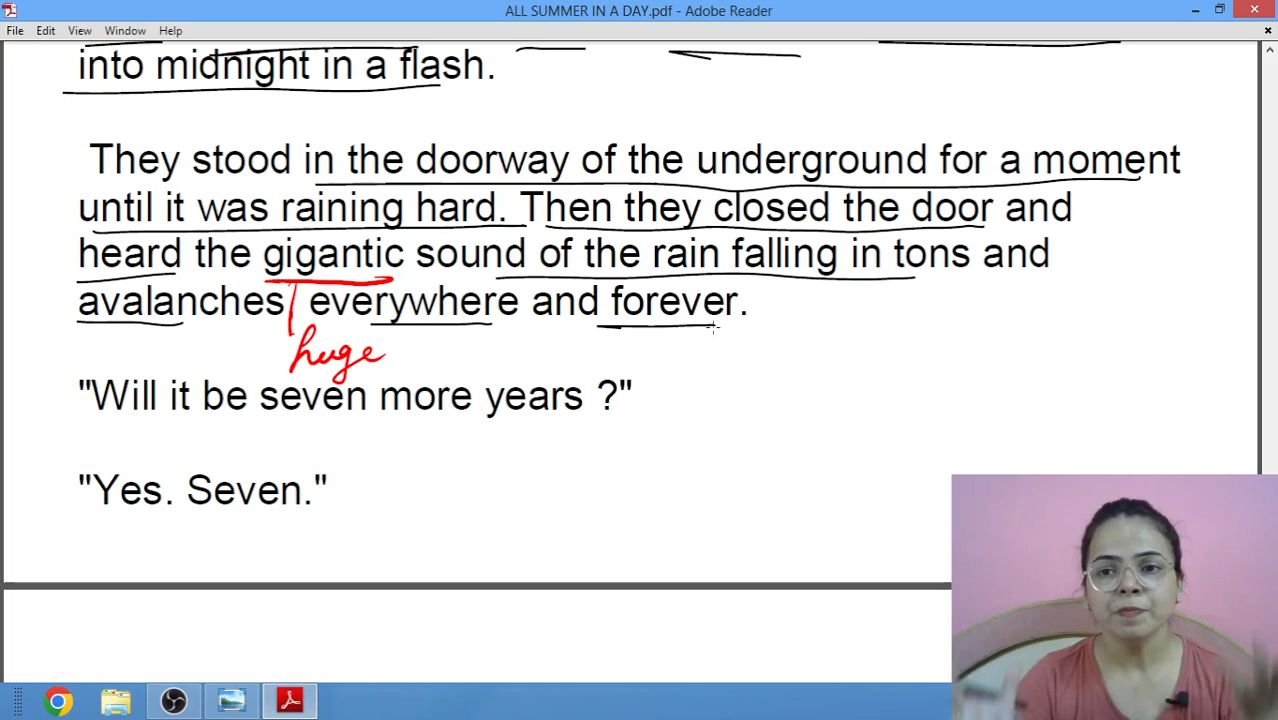 ALL SUMMER IN A DAY.pdf - Adobe Reader
File Edit View Window Help
into midnight in a flash.
They stood in the doorway of the underground for a moment
until it was raining hard. Then they closed the door and
heard the gigantic sound of the rain falling in tons and
avalanches everywhere and forever.
huge
"Will it be seven more years ?"
"Yes. Seven."